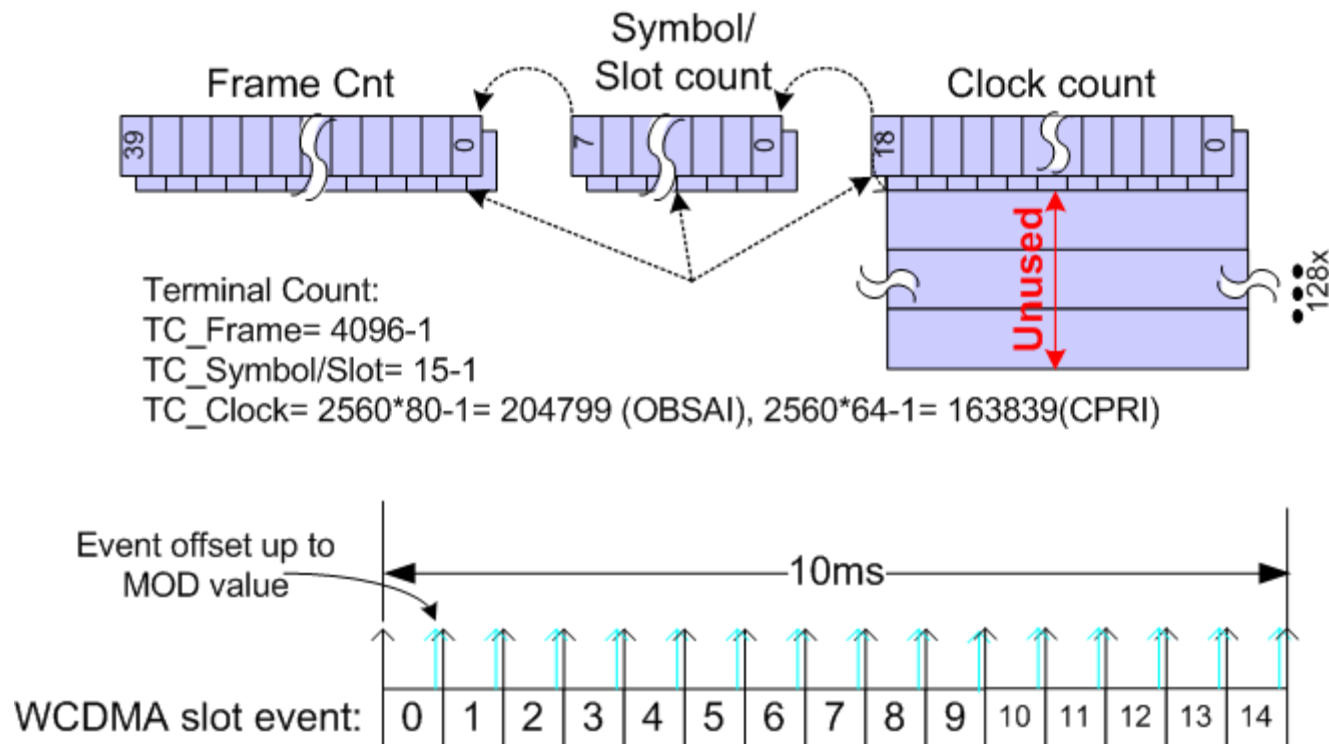 Symbol/
Frame Cnt Slot count Clock count
39 0 7 0 18 0
Unused
128x
Terminal Count:
TC_Frame= 4096-1
TC_Symbol/Slot= 15-1
TC_Clock= 2560*80-1= 204799 (OBSAI), 2560*64-1= 163839(CPRI)
Event offset up to
MOD value
10ms
WCDMA slot event: 0 1 2 3 4 5 6 7 8 9 10 11 12 13 14